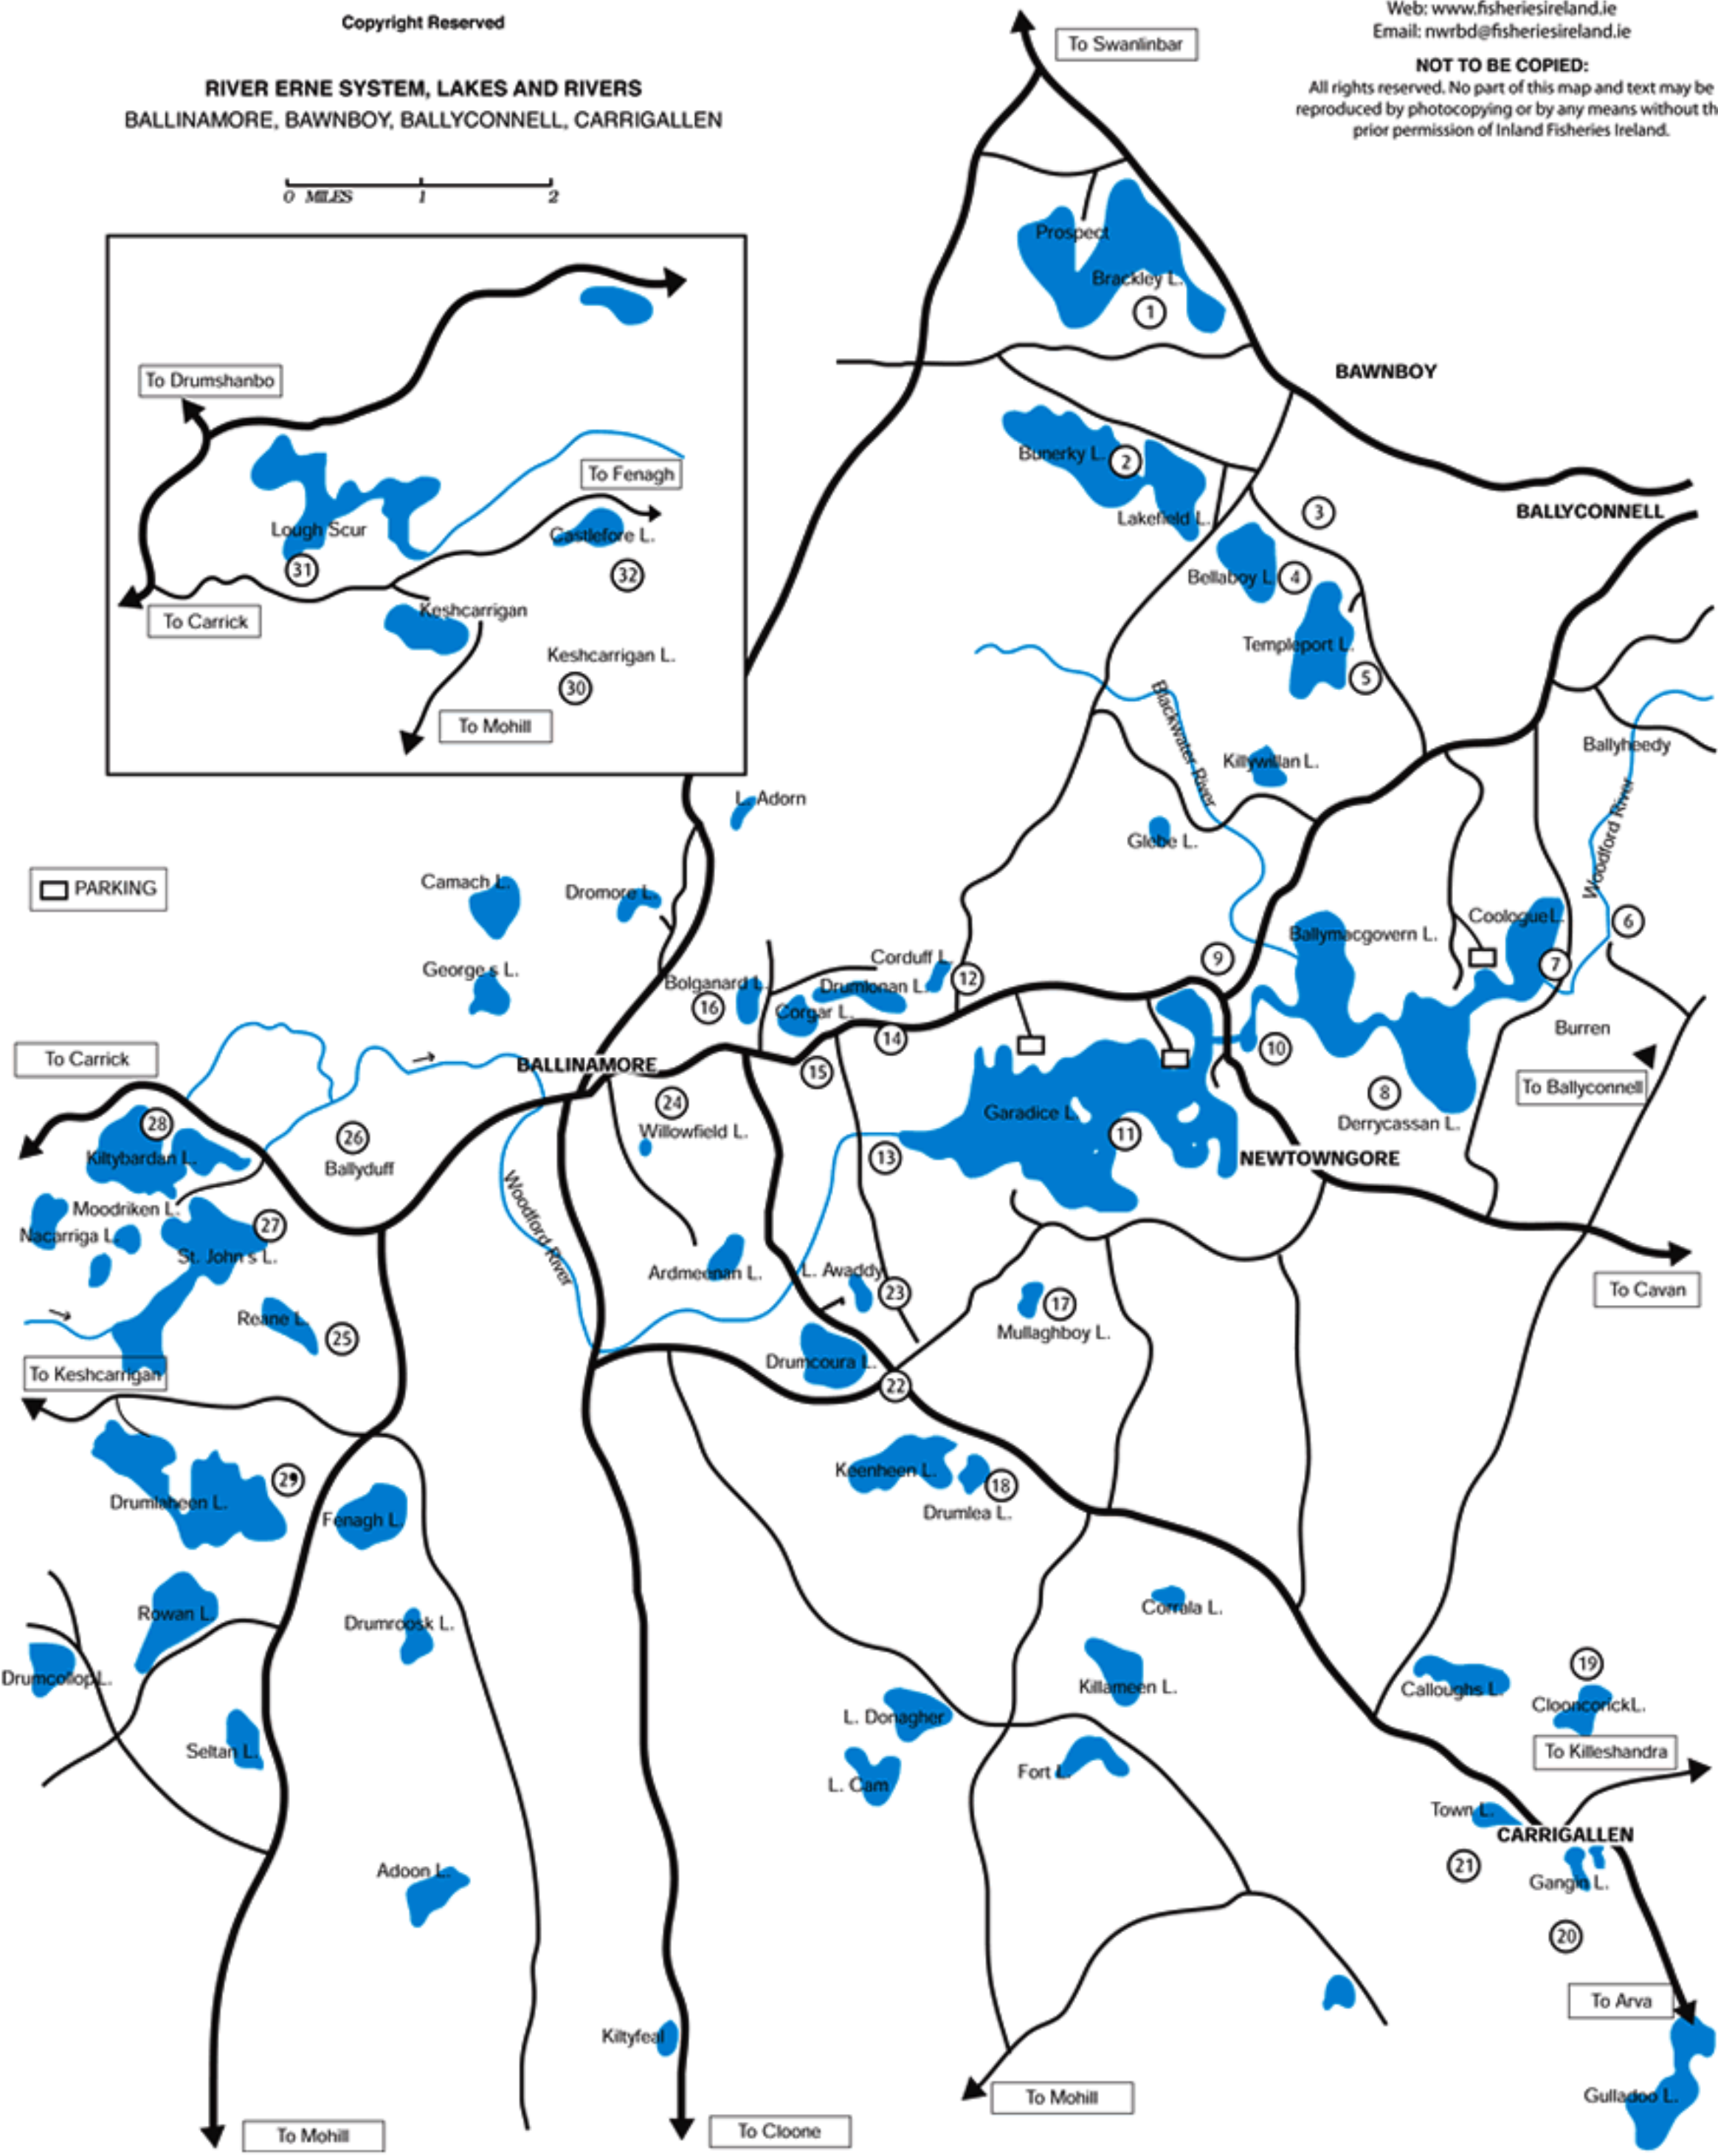 Copyright Reserved
RIVER ERNE SYSTEM, LAKES AND RIVERS
BALLINAMORE, BAWNBOY, BALLYCONNELL, CARRIGALLEN
0 MILES 1 2
Web: www.fisheriesireland.ie
Email: nwrbd@fisheriesireland.ie
NOT TO BE COPIED:
All rights reserved. No part of this map and text may be
reproduced by photocopying or by any means without th
prior permission of Inland Fisheries Ireland.
To Swanlinbar
Prospect
Brackley L.
1
BAWNBOY
To Drumshanbo
To Fenagh
Lough Scur
31
Castlefore L.
32
To Carrick
Keshcarrigan
Keshcarrigan L.
30
To Mohill
Bunerky L.
2
Lakefield L.
3
BALLYCONNELL
Bellaboy L.
4
Templeport L.
5
Blackwater River
Killywillan L.
Ballyheedy
Glebe L.
Woodford River
L. Adorn
PARKING
Camach L.
Dromore L.
George s L.
Bolganard L.
16
Corduff L.
12
Drumlonan L.
Corgar L.
14
15
9
Ballymacgovern L.
Coologue L.
7
6
Burren
10
8
Derrycassan L.
To Ballyconnell
To Carrick
BALLINAMORE
24
Willowfield L.
Garadice L.
11
13
NEWTOWNGORE
28
Kiltybardan L.
26
Ballyduff
Moodriken L.
Nacarriga L.
27
St. John s L.
Woodford River
Ardmeenan L.
L. Awaddy
23
17
Mullaghboy L.
To Cavan
Reane L.
25
To Keshcarrigan
Drumcoura L.
22
29
Drumlaheen L.
Fenagh L.
Keenheen L.
18
Drumlea L.
Rowan L.
Drumroosk L.
Drumcollop L.
Seltan L.
Corrala L.
Killameen L.
L. Donagher
L. Cam
Fort L.
Calloughs L.
19
Clooncorick L.
To Killeshandra
Town L.
CARRIGALLEN
21
Gangin L.
20
Adoon L.
To Arva
Kiltyfeal
Gulladoo L.
To Mohill
To Cloone
To Mohill